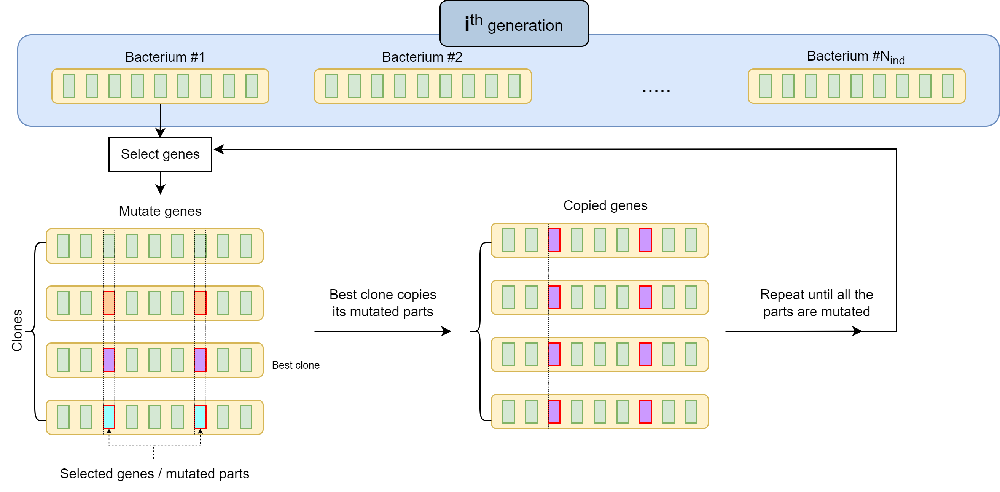 ith generation
Bacterium #1
Bacterium #2
.....
Bacterium #Nind
Select genes
Mutate genes
Copied genes
Clones
Best clone copies
its mutated parts
Repeat until all the
parts are mutated
Best clone
Selected genes / mutated parts